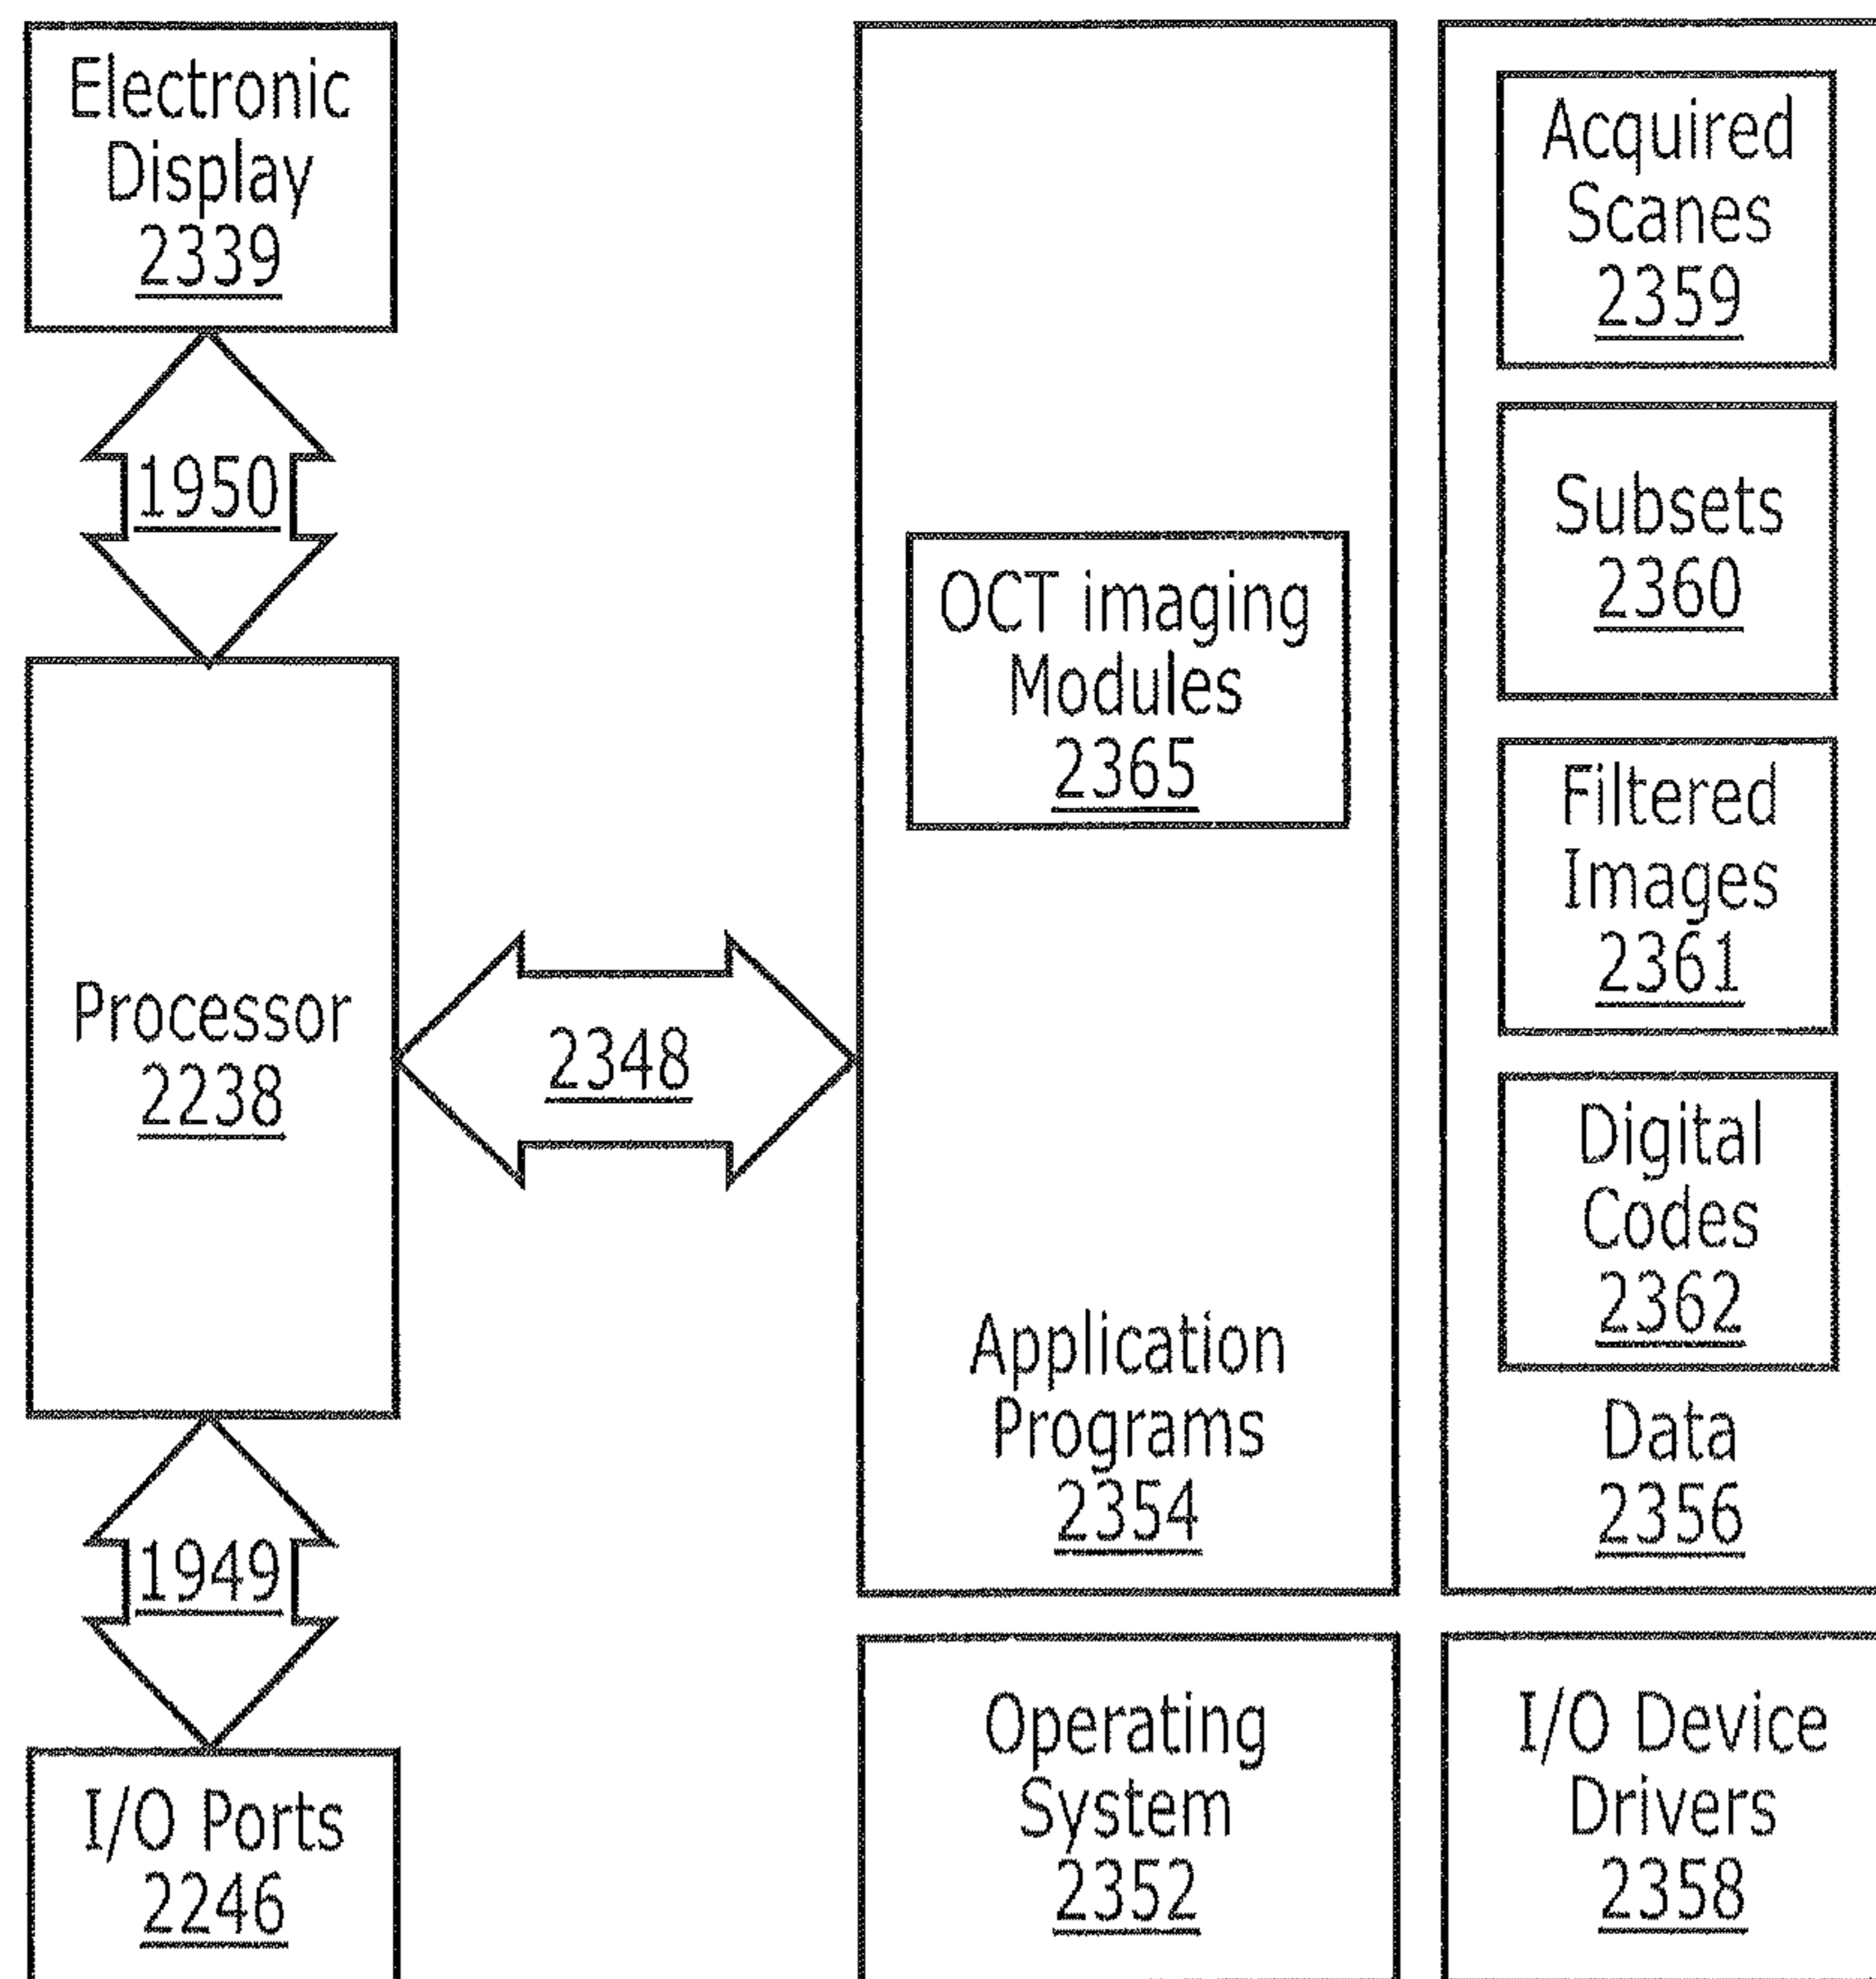 Electronic
Display
2339
1950
Processor
2238
1949
I/O Ports
2246
2348
OCT imaging
Modules
2365
Application
Programs
2354
Operating
System
2352
Acquired
Scanes
2359
Subsets
2360
Filtered
Images
2361
Digital
Codes
2362
Data
2356
I/O Device
Drivers
2358